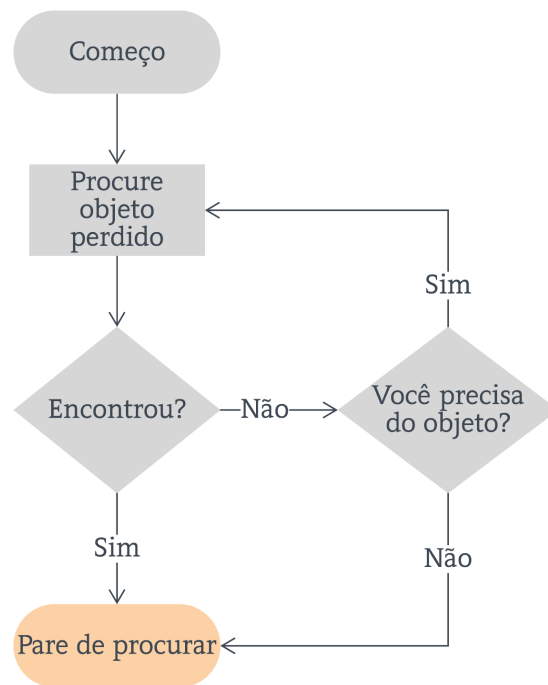 Começo
Procure
objeto
perdido
Sim
Encontrou?
Não
Você precisa
do objeto?
Sim
Não
Pare de procurar